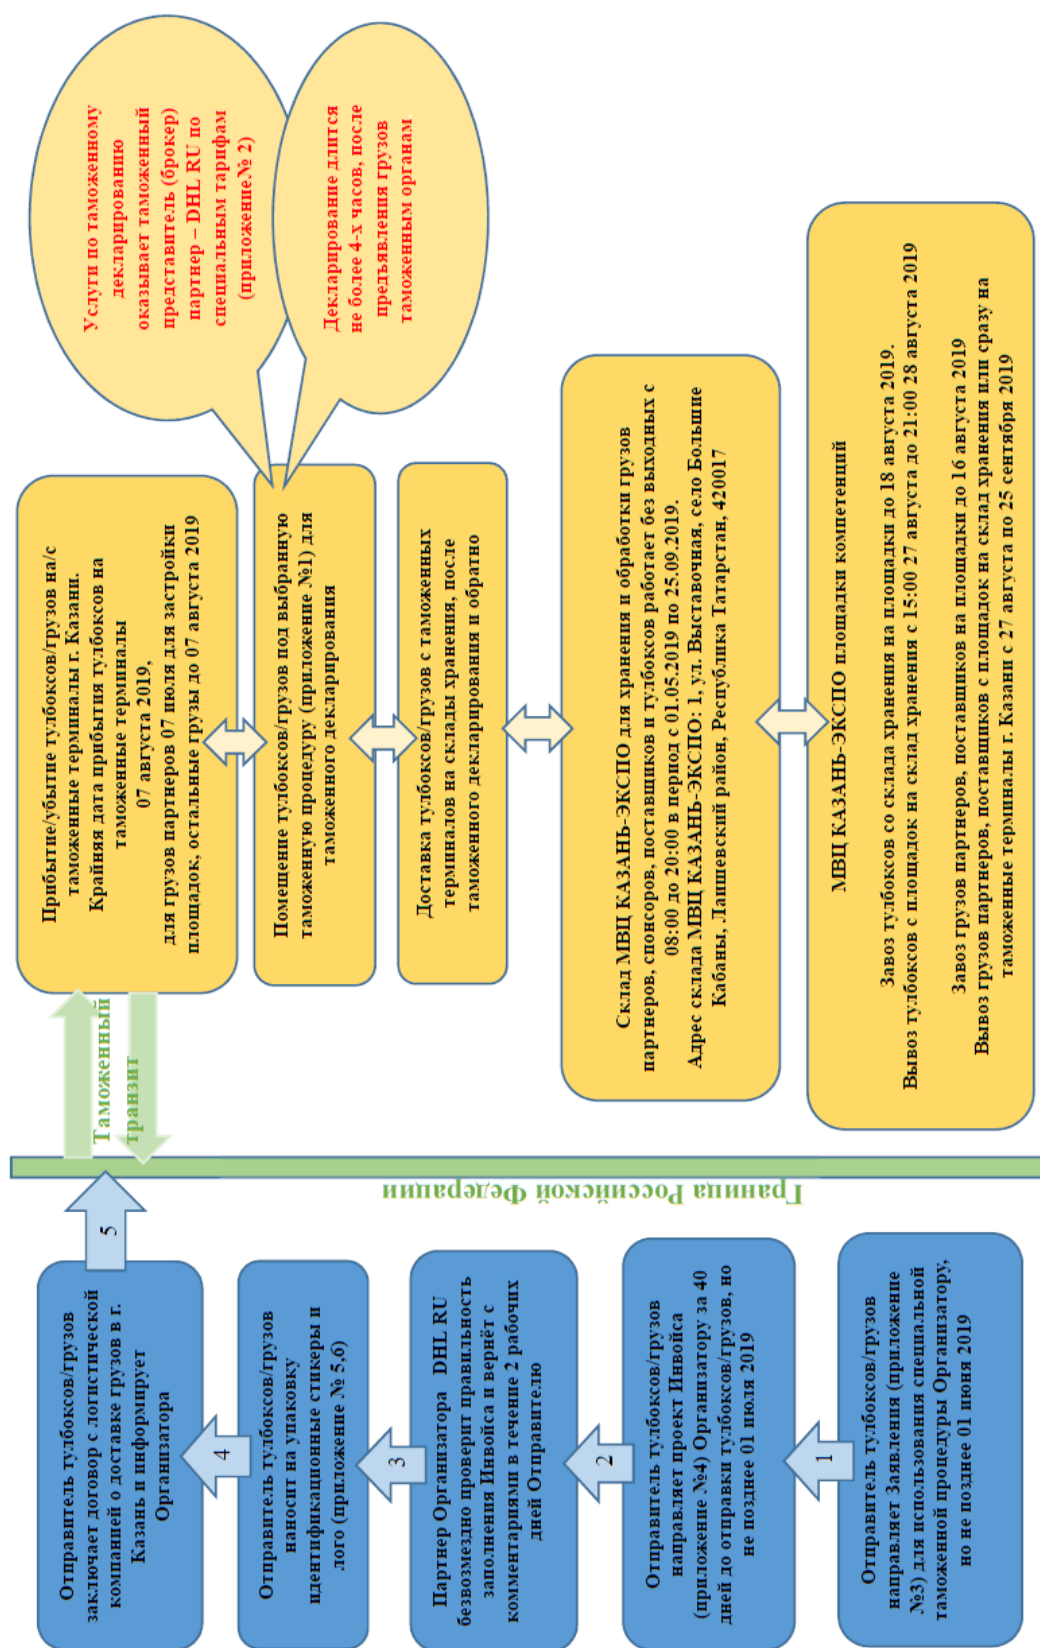 Отправитель тулбоксов/грузов
направляет Заявления (приложение
№3) для использования специальной
таможенной процедуры Организатору,
но не позднее 01 июня 2019
1
Отправитель тулбоксов/грузов
направляет проект Инвойса
(приложение №4) Организатору за 40
дней до отправки тулбоксов/грузов, но
не позднее 01 июля 2019
2
Партнер Организатора DHL RU
безвозмездно проверит правильность
заполнения Инвойса и вернёт с
комментариями в течение 2 рабочих
дней Отправителю
3
Отправитель тулбоксов/грузов
наносит на упаковку
идентификационные стикеры и
лого (приложение № 5,6)
4
Отправитель тулбоксов/грузов
заключает договор с логистической
компанией о доставке грузов в г.
Казань и информирует
Организатора
5
Граница Российской Федерации
Таможенный
транзит
Прибытие/убытие тулбоксов/грузов на/с
таможенные терминалы г. Казани.
Крайняя дата прибытия тулбоксов на
таможенные терминалы
07 августа 2019,
для грузов партнеров 07 июля для застройки
площадок, остальные грузы до 07 августа 2019
Помещение тулбоксов/грузов под выбранную
таможенную процедуру (приложение №1) для
таможенного декларирования
Услуги по таможенному
декларированию
оказывает таможенный
представитель (брокер)
партнер – DHL RU по
специальным тарифам
(приложение№ 2)
Декларирование длится
не более 4-х часов, после
предъявления грузов
таможенным органам.
Доставка тулбоксов/грузов с таможенных
терминалов на склады хранения, после
таможенного декларирования и обратно
Склад МВЦ КАЗАНЬ-ЭКСПО для хранения и обработки грузов
партнеров, спонсоров, поставщиков и тулбоксов работает без выходных с
08:00 до 20:00 в период с 01.05.2019 по 25.09.2019.
Адрес склада МВЦ КАЗАНЬ-ЭКСПО: 1, ул. Выставочная, село Большие
Кабаны, Лаишевский район, Республика Татарстан, 420017
МВЦ КАЗАНЬ-ЭКСПО площадки компетенций
Завоз тулбоксов со склада хранения на площадки до 18 августа 2019.
Вывоз тулбоксов с площадок на склад хранения с 15:00 27 августа до 21:00 28 августа 2019
Завоз грузов партнеров, поставщиков на площадки до 16 августа 2019
Вывоз грузов партнеров, поставщиков с площадок на склад хранения или сразу на
таможенные терминалы г. Казани с 27 августа по 25 сентября 2019